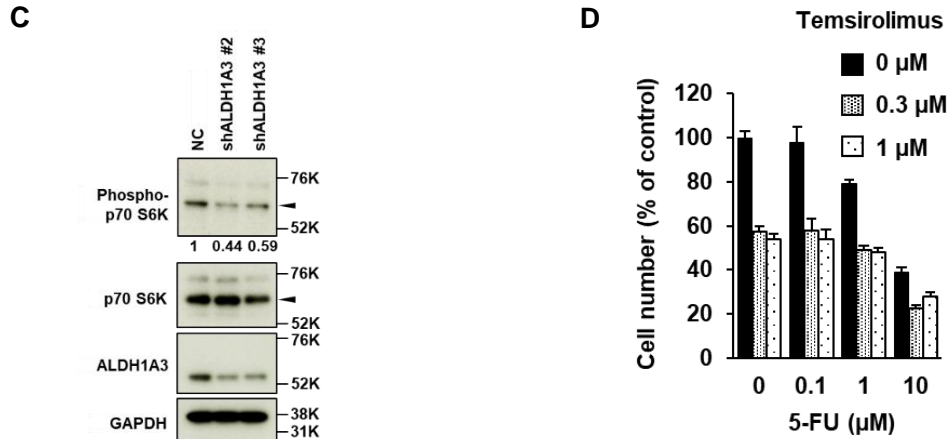 C
NC
shALDH1A3 #2
shALDH1A3 #3
Phospho-
p70 S6K
76K
52K
1 0.44 0.59
p70 S6K
76K
52K
ALDH1A3
76K
52K
GAPDH
38K
31K
D
Temsirolimus
0 µM
0.3 µM
1 µM
Cell number (% of control)
120
100
80
60
40
20
0
0 0.1 1 10
5-FU (µM)